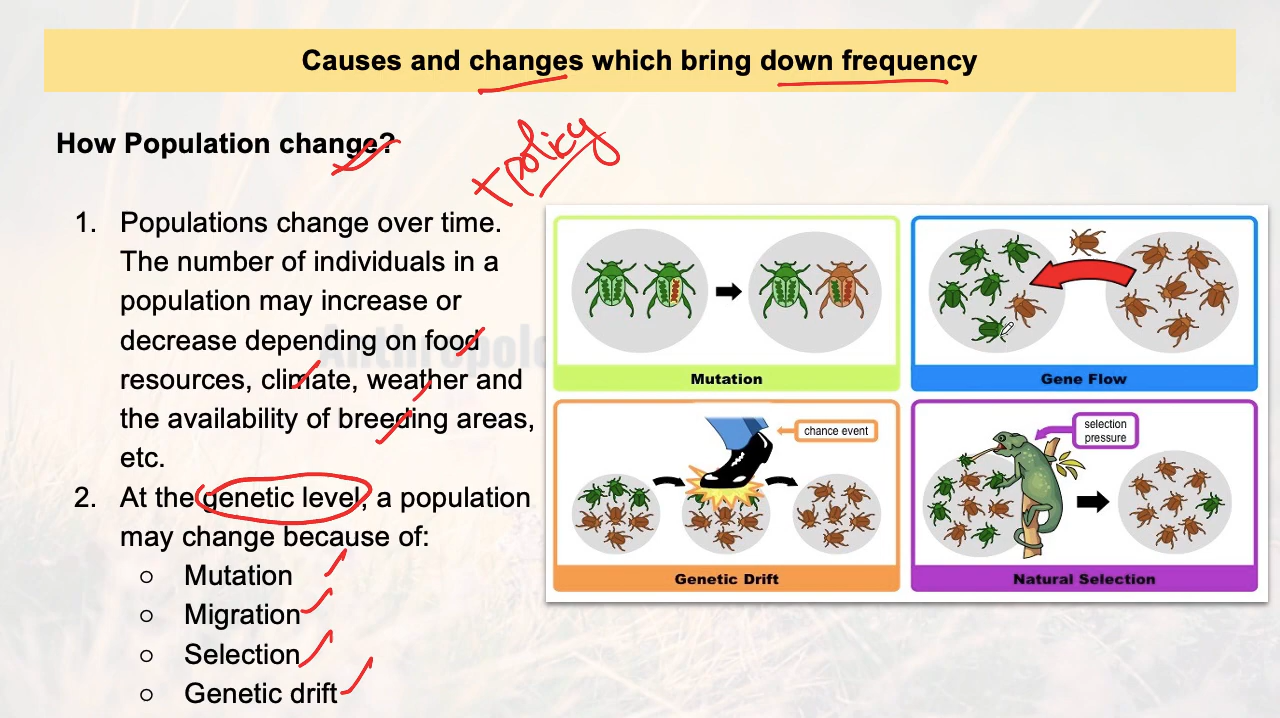 Causes and changes which bring down frequency
How Population change?
+ policy
1. Populations change over time.
The number of individuals in a
population may increase or
decrease depending on food
resources, climate, weather and
the availability of breeding areas,
etc.
2. At the genetic level, a population
may change because of:
o Mutation
o Migration
o Selection
o Genetic drift
Mutation
Gene Flow
chance event
Genetic Drift
selection
pressure
Natural Selection